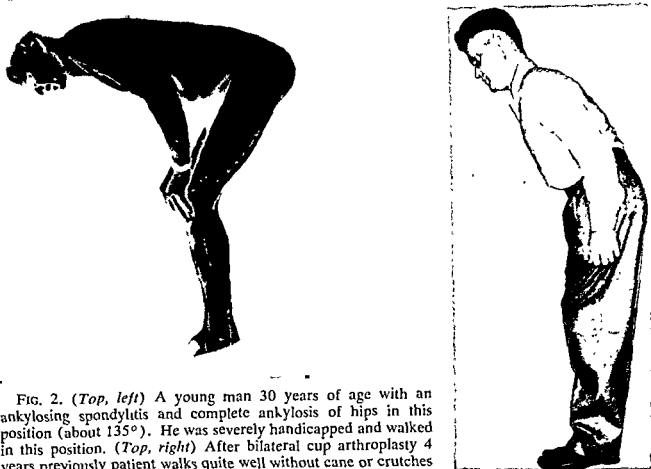 FIG. 2. (Top, left) A young man 30 years of age with an
ankylosing spondylitis and complete ankylosis of hips in this
position (about 135°). He was severely handicapped and walked
in this position. (Top, right) After bilateral cup arthroplasty 4
years previously patient walks quite well without cane or crutches